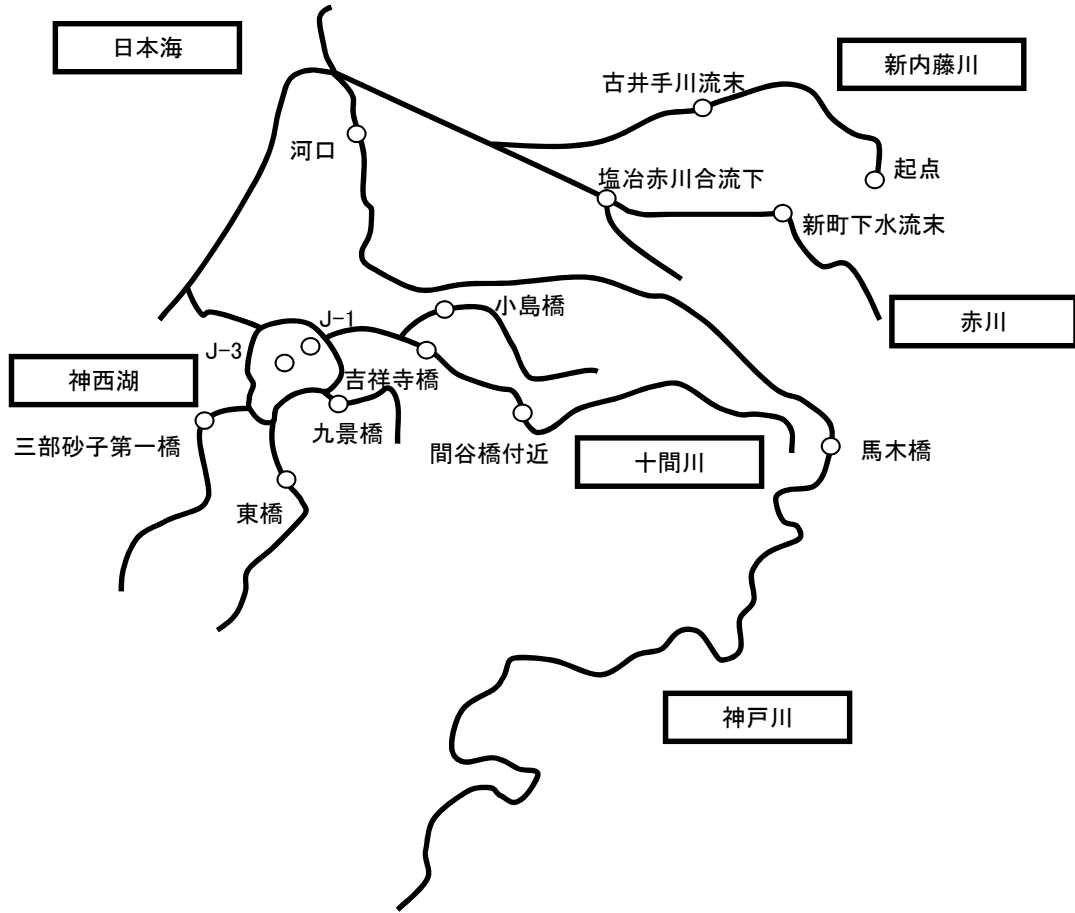 日本海
新内藤川
古井手川流末
河口
起点
塩冶赤川合流下
新町下水流末
小島橋
J-1
赤川
J-3
神西湖
吉祥寺橋
九景橋
三部砂子第一橋
間谷橋付近
十間川
馬木橋
東橋
神戸川